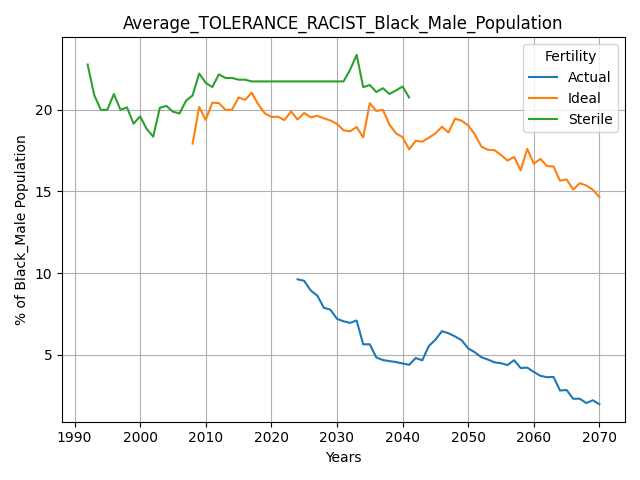 Average_TOLERANCE_RACIST_Black_Male_Population
Fertility
Actual
Ideal
Sterile
% of Black_Male Population
20
15
10
5
1990 2000 2010 2020 2030 2040 2050 2060 2070
Years